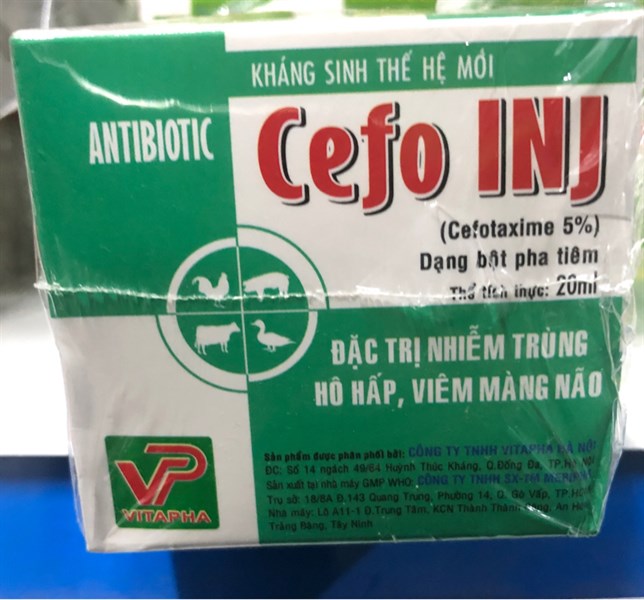 KHÁNG SINH THẾ HỆ MỚI
ANTIBIOTIC
Cefo INJ
(Cefotaxime 5%)
Dạng bột pha tiêm
Thể tích thực: 20ml
ĐẶC TRỊ NHIỄM TRÙNG
HÔ HẤP, VIÊM MÀNG NÃO
VP
VITAPHA
Sản phẩm được phân phối bởi: CÔNG TY TNHH VITAPHA HÀ NỘI
ĐC: Số 14 ngách 49/64 Huỳnh Thúc Kháng, Q.Đống Đa, TP.Hà Nội
Sản xuất tại nhà máy GMP WHO: CÔNG TY TNHH SX-TM
Trụ sở: 18/8A Đ.143 Quang Trung, Phường 14, Q. Gò Vấp, TP.HCM
Nhà máy: Lô A11-1 Đ.Trung Tâm, KCN Thành Thành Công, An Hòa
Trảng Bàng, Tây Ninh